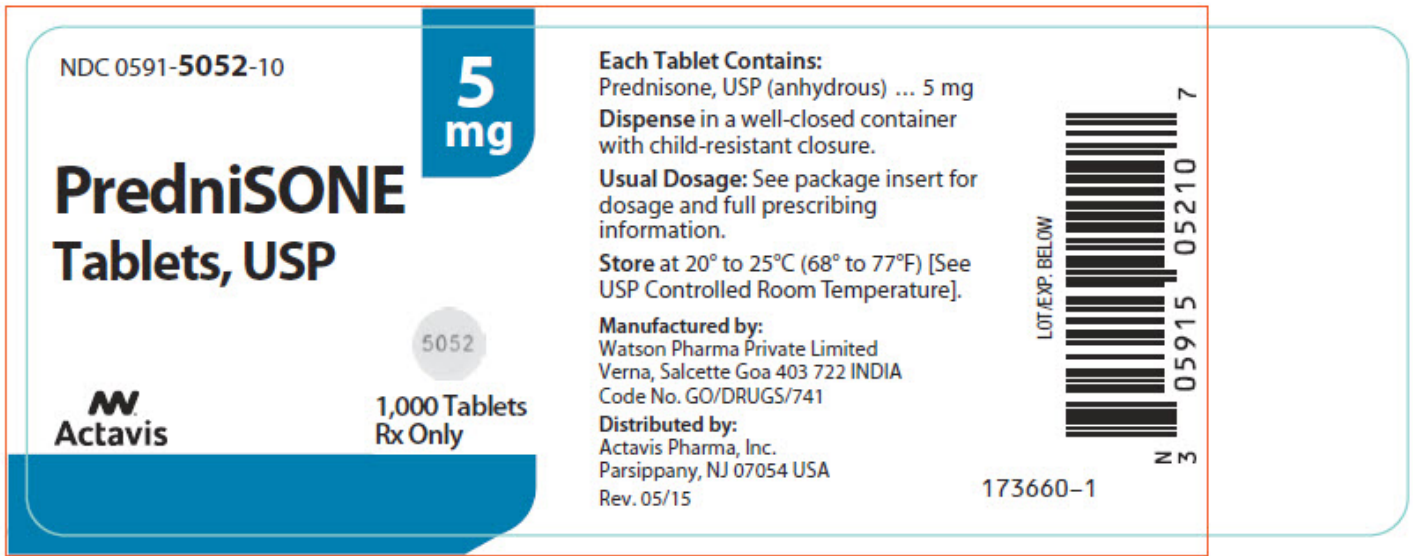 NDC 0591-5052-10
5
mg
PredniSONE
Tablets, USP
5052
Actavis
1,000 Tablets
Rx Only
Each Tablet Contains:
Prednisone, USP (anhydrous) ... 5 mg
Dispense in a well-closed container
with child-resistant closure.
Usual Dosage: See package insert for
dosage and full prescribing
information.
Store at 20° to 25°C (68° to 77°F) [See
USP Controlled Room Temperature].
Manufactured by:
Watson Pharma Private Limited
Verna, Salcette Goa 403 722 INDIA
Code No. GO/DRUGS/741
Distributed by:
Actavis Pharma, Inc.
Parsippany, NJ 07054 USA
Rev. 05/15
LOT/EXP. BELOW
N
3 05915 05210 7
173660-1